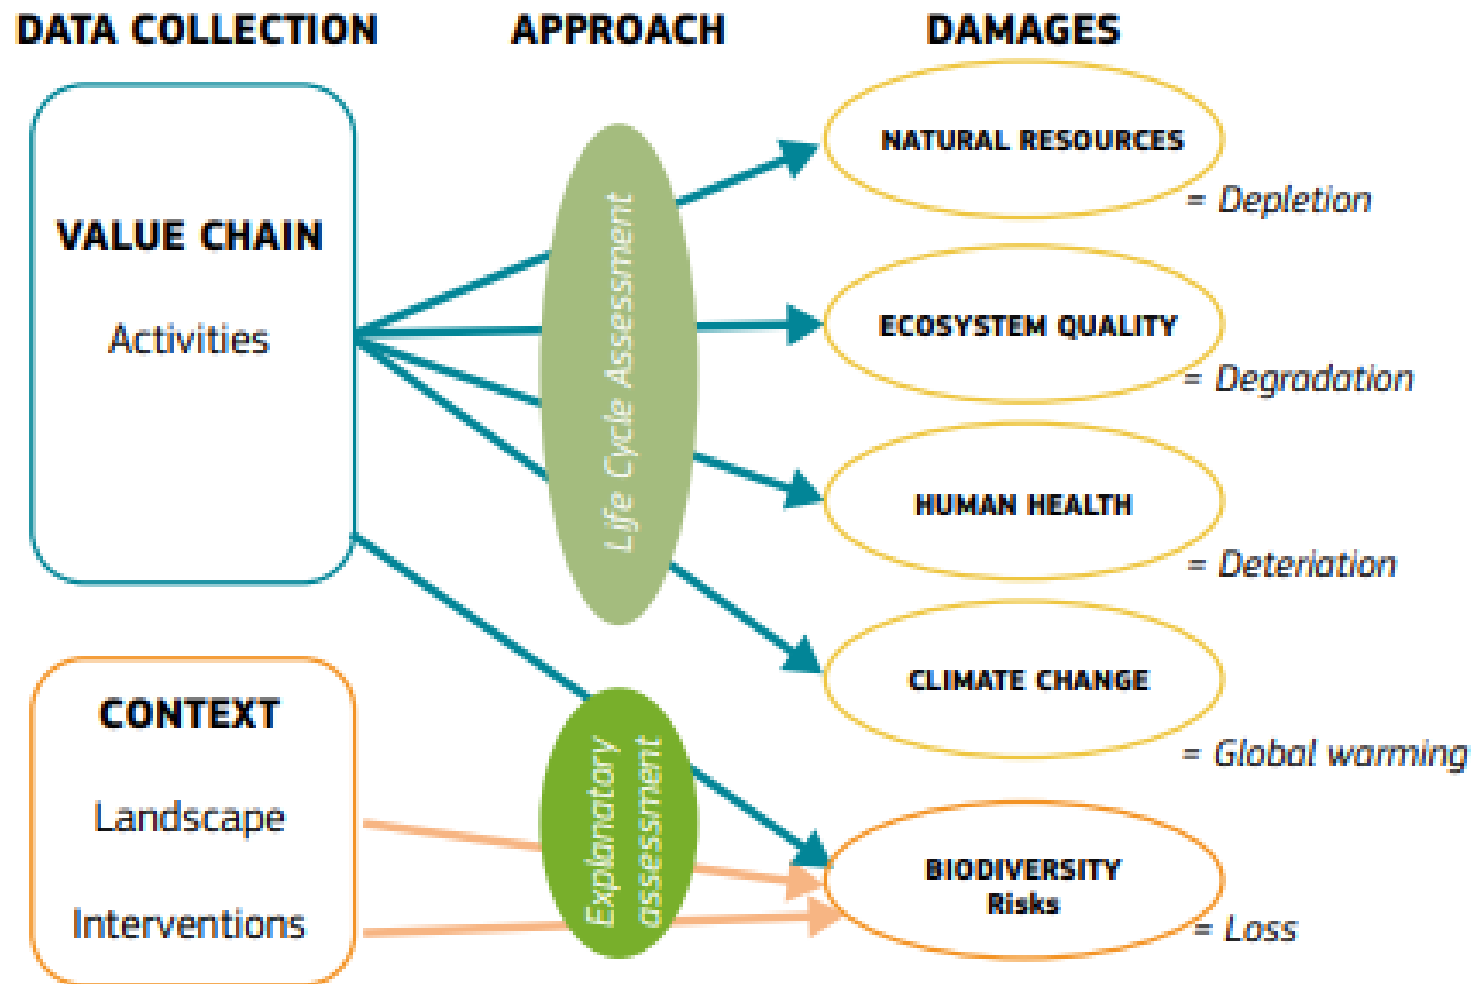 DATA COLLECTION
APPROACH
DAMAGES
VALUE CHAIN
Activities
CONTEXT
Landscape
Interventions
Life Cycle Assessment
Explanatory
assessment
NATURAL RESOURCES
= Depletion
ECOSYSTEM QUALITY
= Degradation
HUMAN HEALTH
= Deteriation
CLIMATE CHANGE
= Global warming
BIODIVERSITY
Risks
= Loss